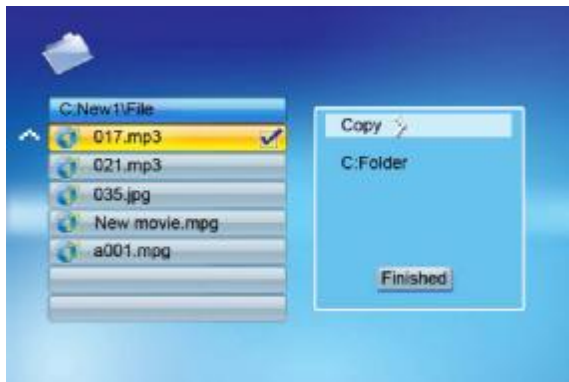 C:New1\File
017.mp3
021.mp3
035.jpg
New movie.mpg
a001.mpg
Copy
C:Folder
Finished